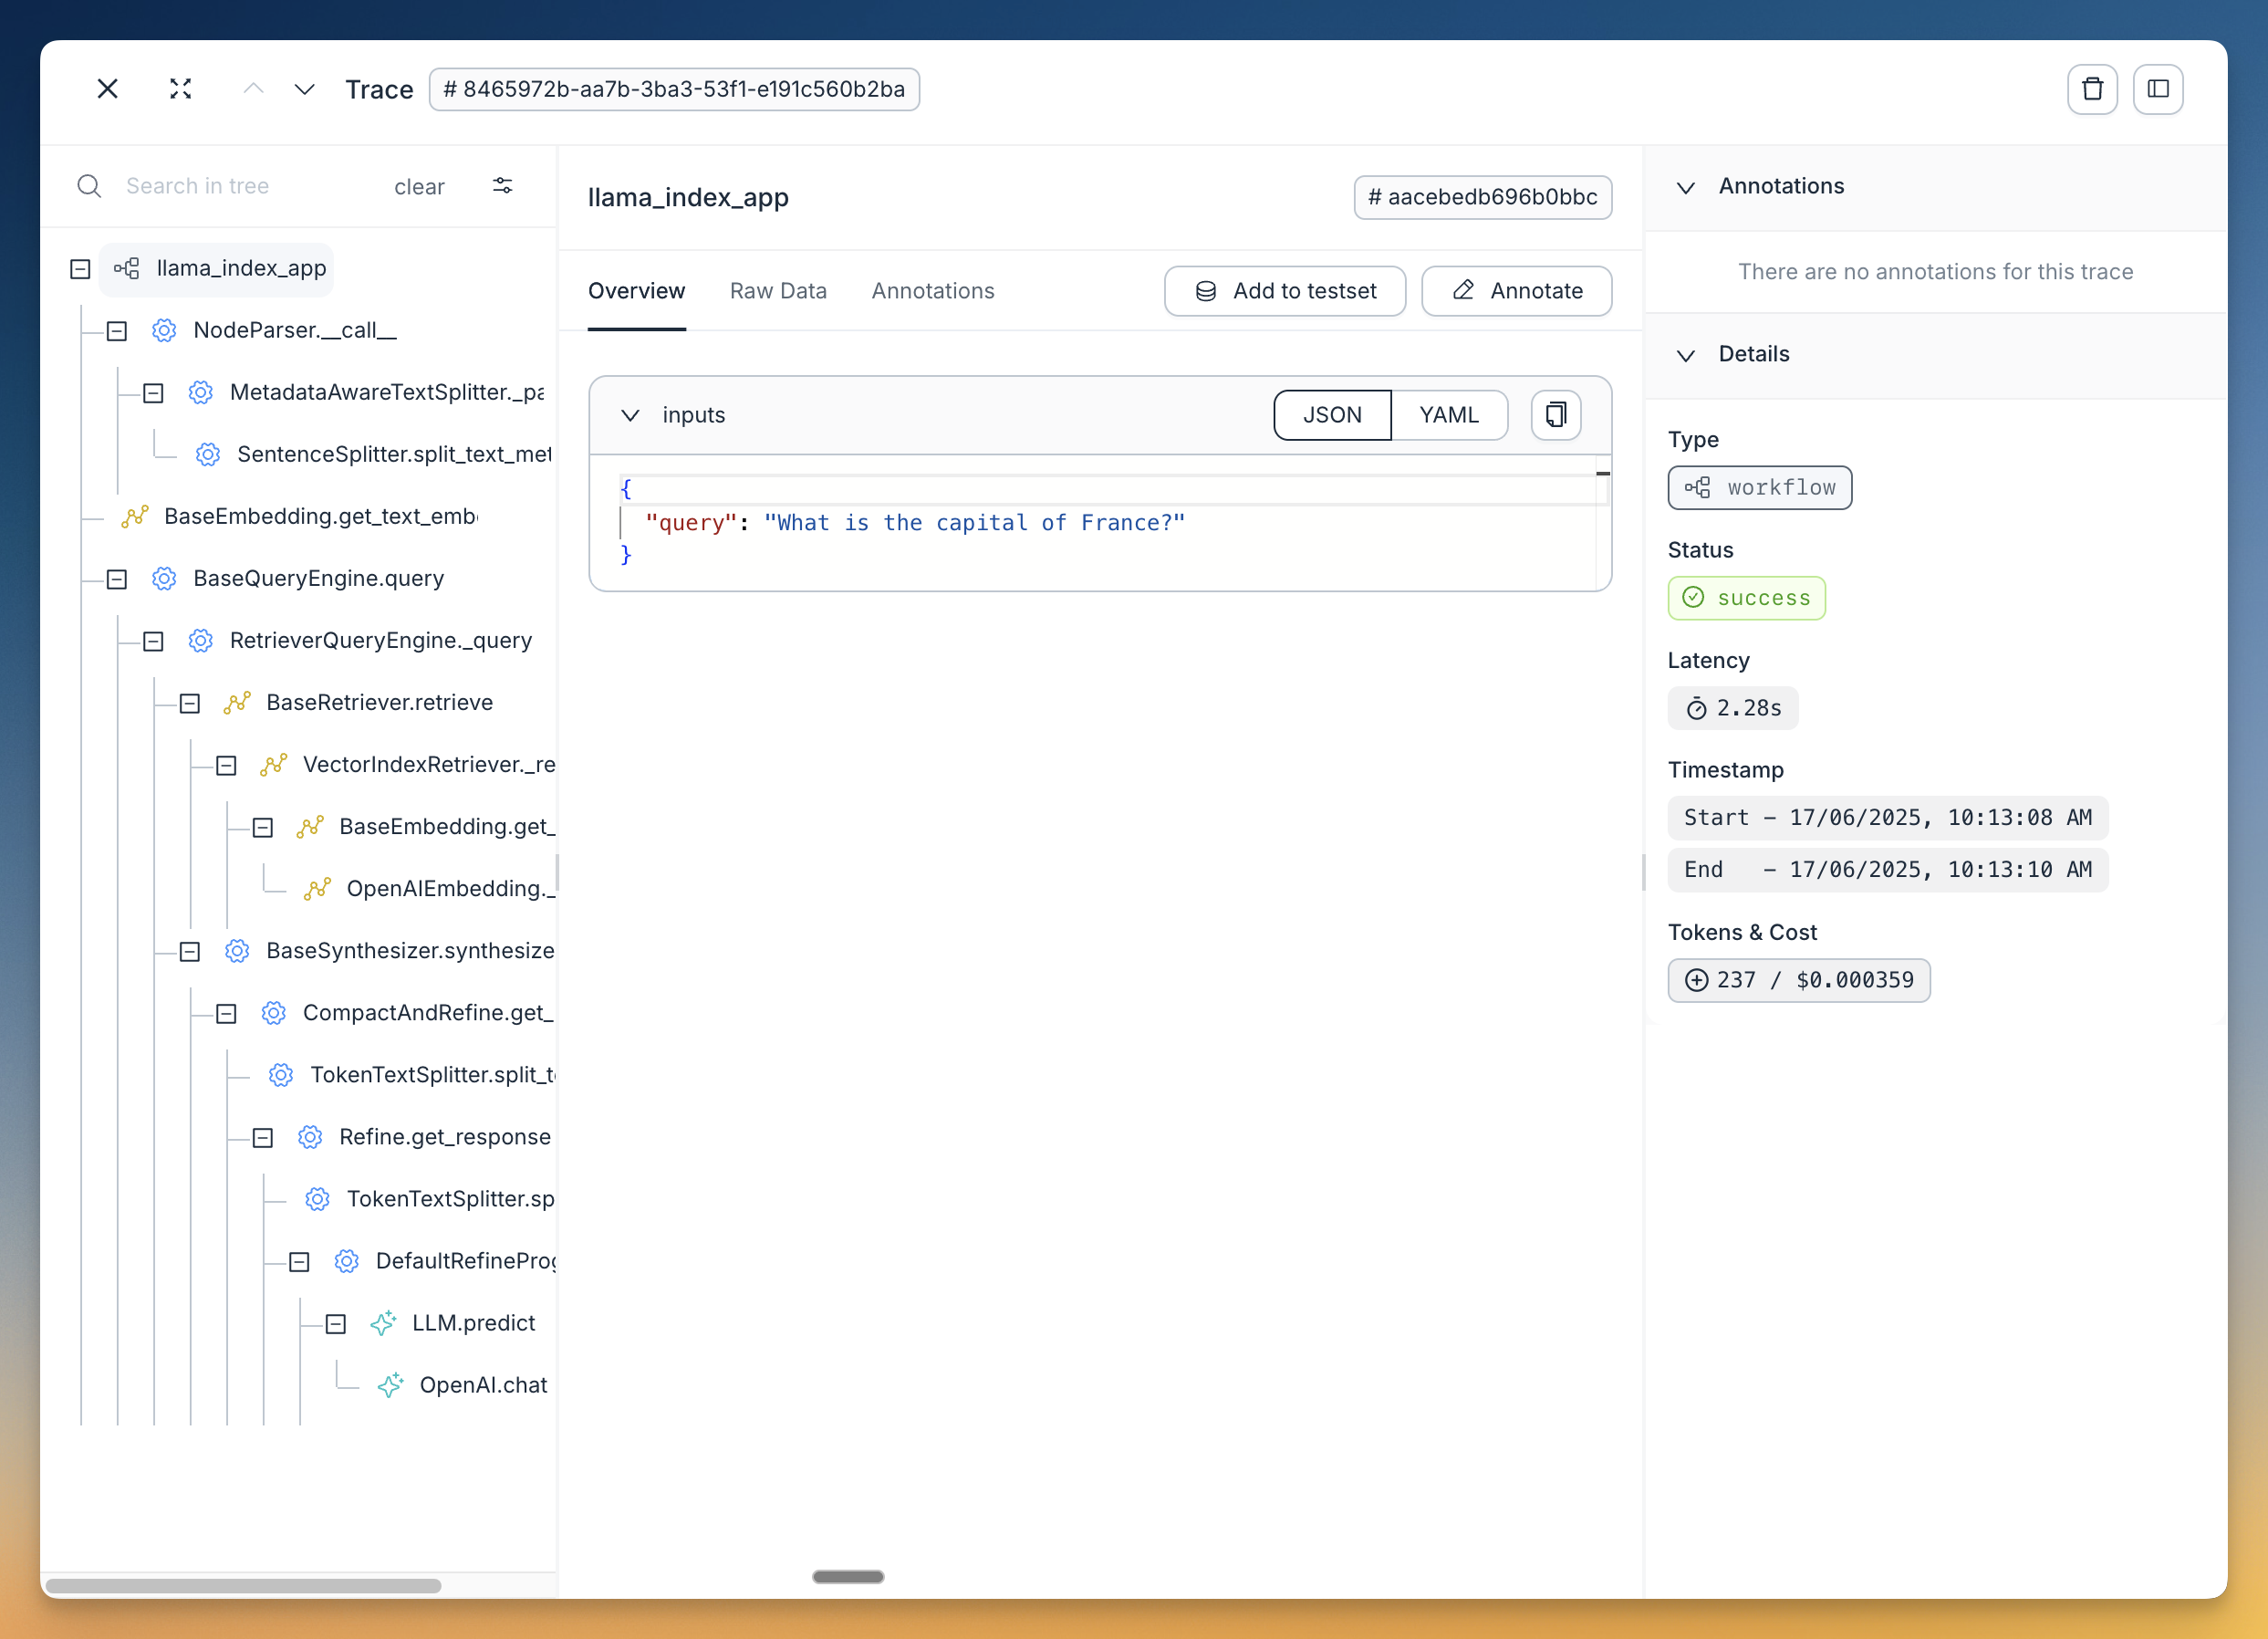 Trace # 8465972b-aa7b-3ba3-53f1-e191c560b2ba
Search in tree clear
llama_index_app
NodeParser.__call__
MetadataAwareTextSplitter._pa
SentenceSplitter.split_text_met
BaseEmbedding.get_text_emb
BaseQueryEngine.query
RetrieverQueryEngine._query
BaseRetriever.retrieve
VectorIndexRetriever._re
BaseEmbedding.get_
OpenAIEmbedding._
BaseSynthesizer.synthesize
CompactAndRefine.get_
TokenTextSplitter.split_t
Refine.get_response
TokenTextSplitter.sp
DefaultRefineProg
LLM.predict
OpenAI.chat
llama_index_app # aacebedb696b0bbc
Overview Raw Data Annotations Add to testset Annotate
inputs JSON YAML
{
"query": "What is the capital of France?"
}
Annotations
There are no annotations for this trace
Details
Type
workflow
Status
success
Latency
2.28s
Timestamp
Start – 17/06/2025, 10:13:08 AM
End – 17/06/2025, 10:13:10 AM
Tokens & Cost
237 / $0.000359